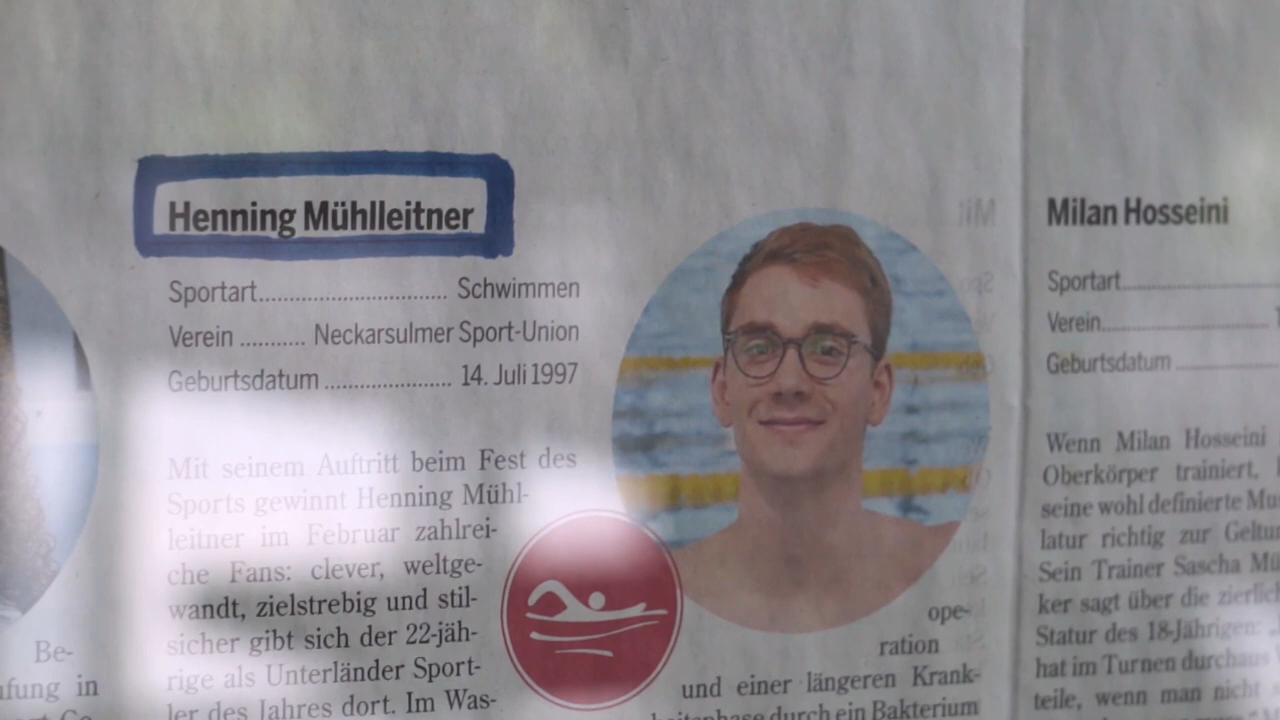 Henning Mühlleitner
Sportart.................................. Schwimmen
Verein ........... Neckarsulmer Sport-Union
Geburtsdatum ...................... 14. Juli 1997
Mit seinem Auftritt beim Fest des
Sports gewinnt Henning Mühl-
leitner im Februar zahlrei-
che Fans: clever, weltge-
wandt, zielstrebig und stil-
sicher gibt sich der 22-jäh-
rige als Unterländer Sport-
ler des Jahres dort. Im Was-
ope-
ration
und einer längeren Krank-
durch ein Bakterium
Be-
in
Milan Hosseini
Sportart
Verein
Geburtsdatum
Wenn Milan Hosseini
Oberkörper trainiert,
seine wohl definierte Mu
latur richtig zur Geltu
Sein Trainer Sascha Mü
ker sagt über die zierlich
Statur des 18-Jährigen: „
hat im Turnen durchaus
teile, wenn man nicht